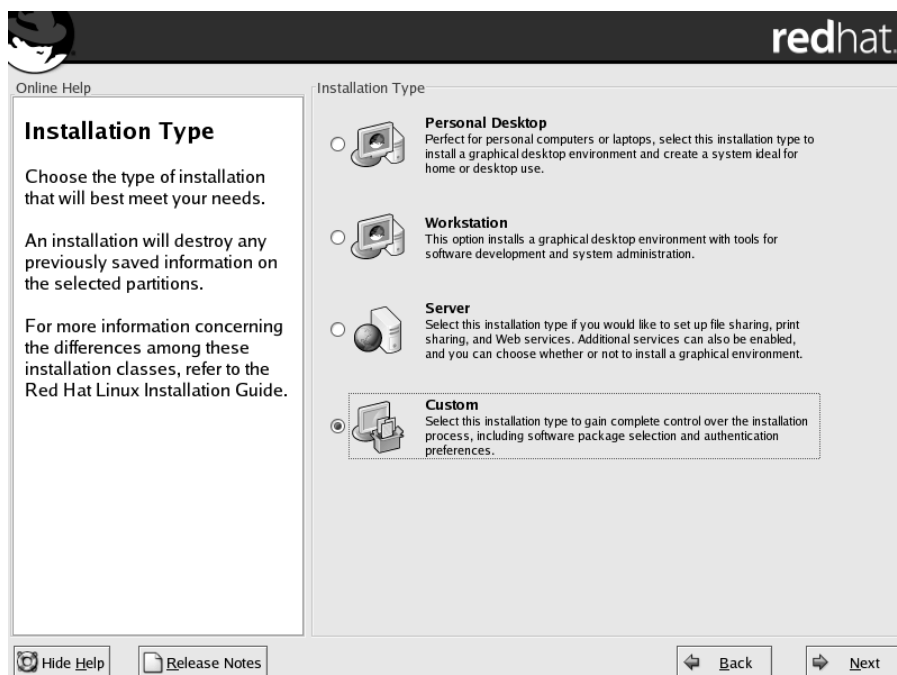 redhat.
Online Help
Installation Type
Choose the type of installation
that will best meet your needs.
An installation will destroy any
previously saved information on
the selected partitions.
For more information concerning
the differences among these
installation classes, refer to the
Red Hat Linux Installation Guide.
Installation Type
Personal Desktop
Perfect for personal computers or laptops, select this installation type to
install a graphical desktop environment and create a system ideal for
home or desktop use.
Workstation
This option installs a graphical desktop environment with tools for
software development and system administration.
Server
Select this installation type if you would like to set up file sharing, print
sharing, and Web services. Additional services can also be enabled,
and you can choose whether or not to install a graphical environment.
Custom
Select this installation type to gain complete control over the installation
process, including software package selection and authentication
preferences.
Hide Help
Release Notes
Back
Next